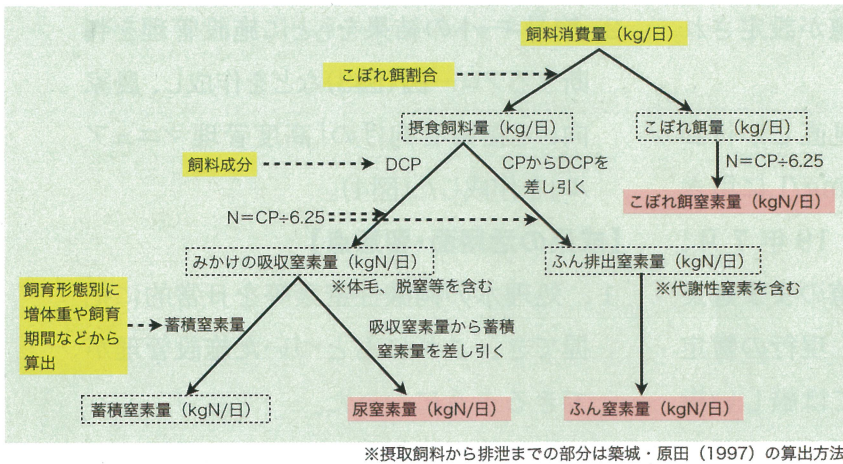 飼料消費量（kg/日）
こぼれ餌割合
摂食飼料量（kg/日）
こぼれ餌量（kg/日）
飼料成分
DCP
CPからDCPを
差し引く
N＝CP÷6.25
こぼれ餌窒素量（kgN/日）
N＝CP÷6.25
みかけの吸収窒素量（kgN/日）
※体毛、脱窒等を含む
ふん排出窒素量（kgN/日）
※代謝性窒素を含む
飼育形態別に
増体重や飼育
期間などから
算出
蓄積窒素量
吸収窒素量から蓄積
窒素量を差し引く
蓄積窒素量（kgN/日）
尿窒素量（kgN/日）
ふん窒素量（kgN/日）
※摂取飼料から排泄までの部分は築城・原田（1997）の算出方法